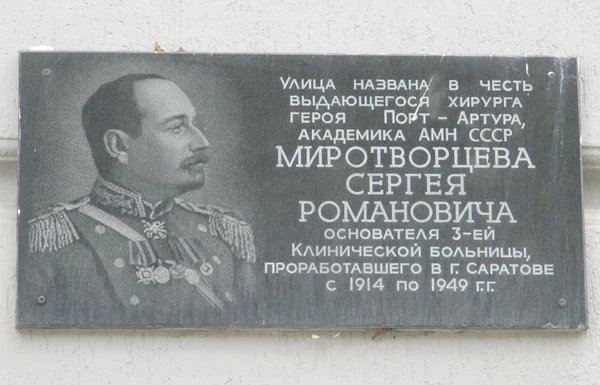 Улица названа в честь
выдающегося хирурга
героя Порт-Артура,
академика АМН СССР
МИРОТВОРЦЕВА
СЕРГЕЯ
РОМАНОВИЧА
основателя 3-ей
Клинической больницы,
проработавшего в г. Саратове
с 1914 по 1949 г.г.